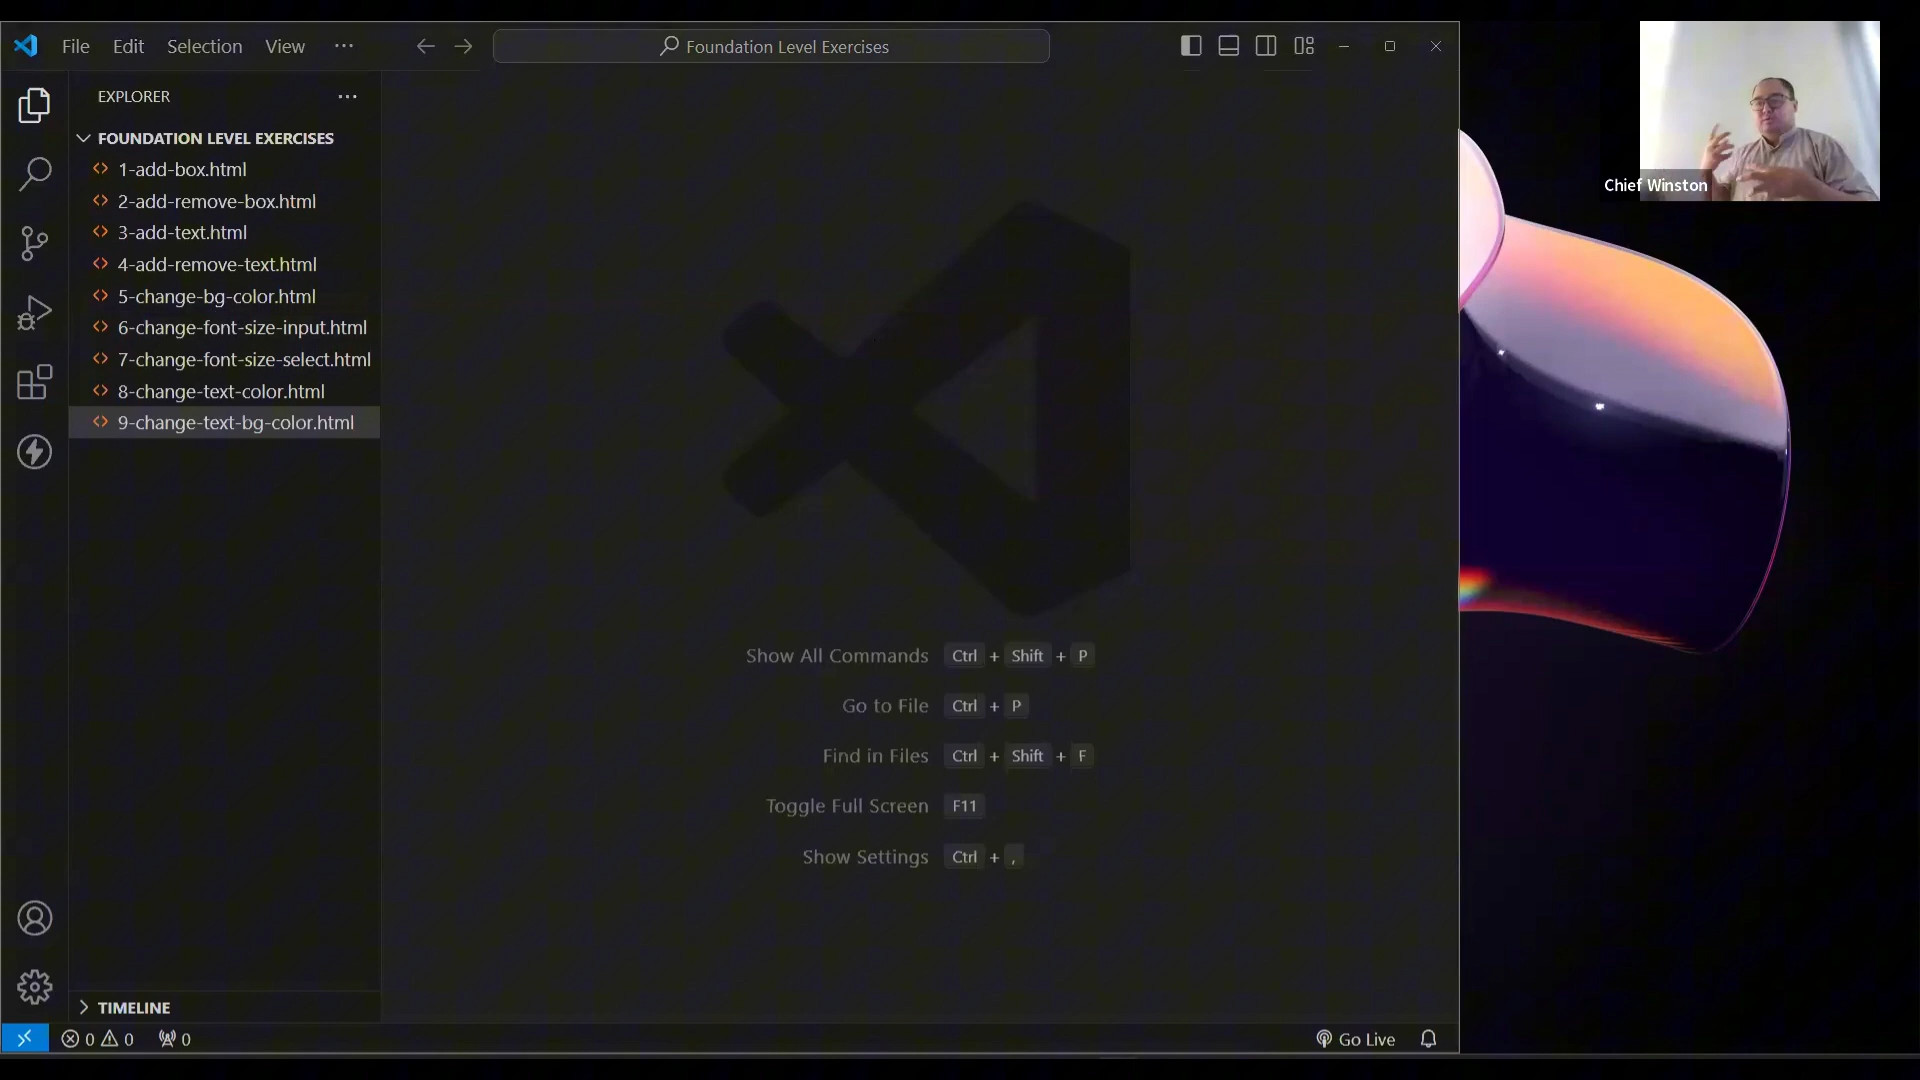 File Edit Selection View ··· Foundation Level Exercises
Chief Winston
EXPLORER ···
FOUNDATION LEVEL EXERCISES
1-add-box.html
2-add-remove-box.html
3-add-text.html
4-add-remove-text.html
5-change-bg-color.html
6-change-font-size-input.html
7-change-font-size-select.html
8-change-text-color.html
9-change-text-bg-color.html
Show All Commands Ctrl + Shift + P
Go to File Ctrl + P
Find in Files Ctrl + Shift + F
Toggle Full Screen F11
Show Settings Ctrl + ,
TIMELINE
0 0 0 Go Live